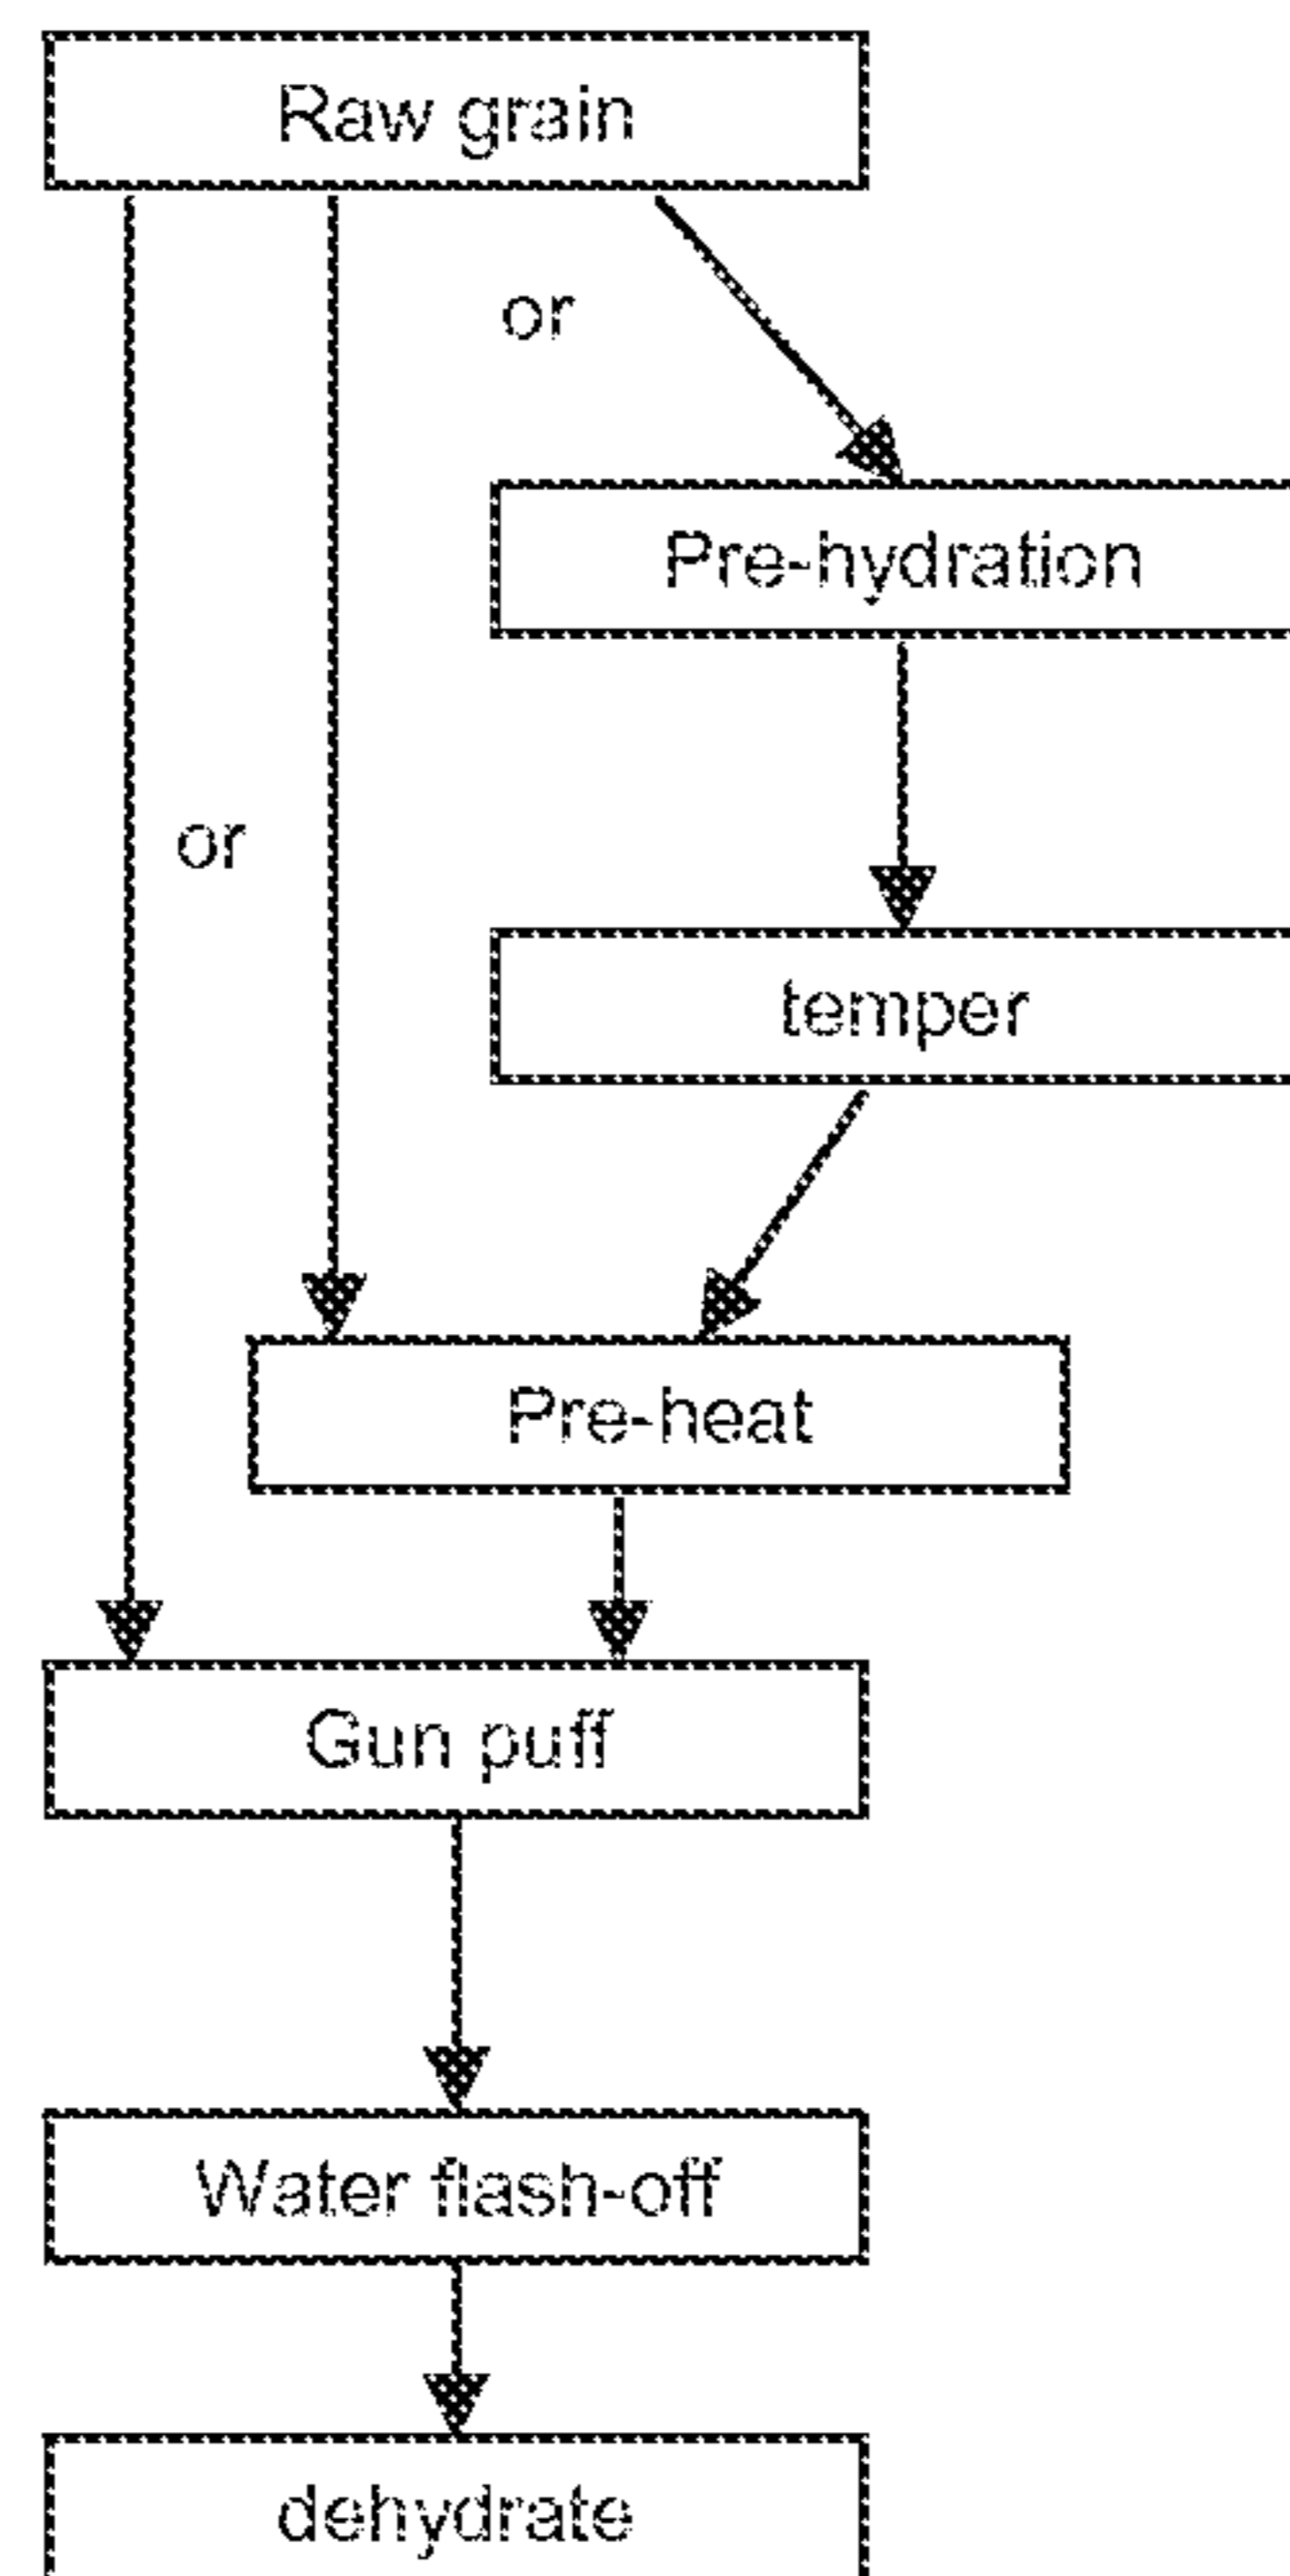 Raw grain
or
Pre-hydration
or
temper
Pre-heat
Gun puff
Water flash-off
dehydrate